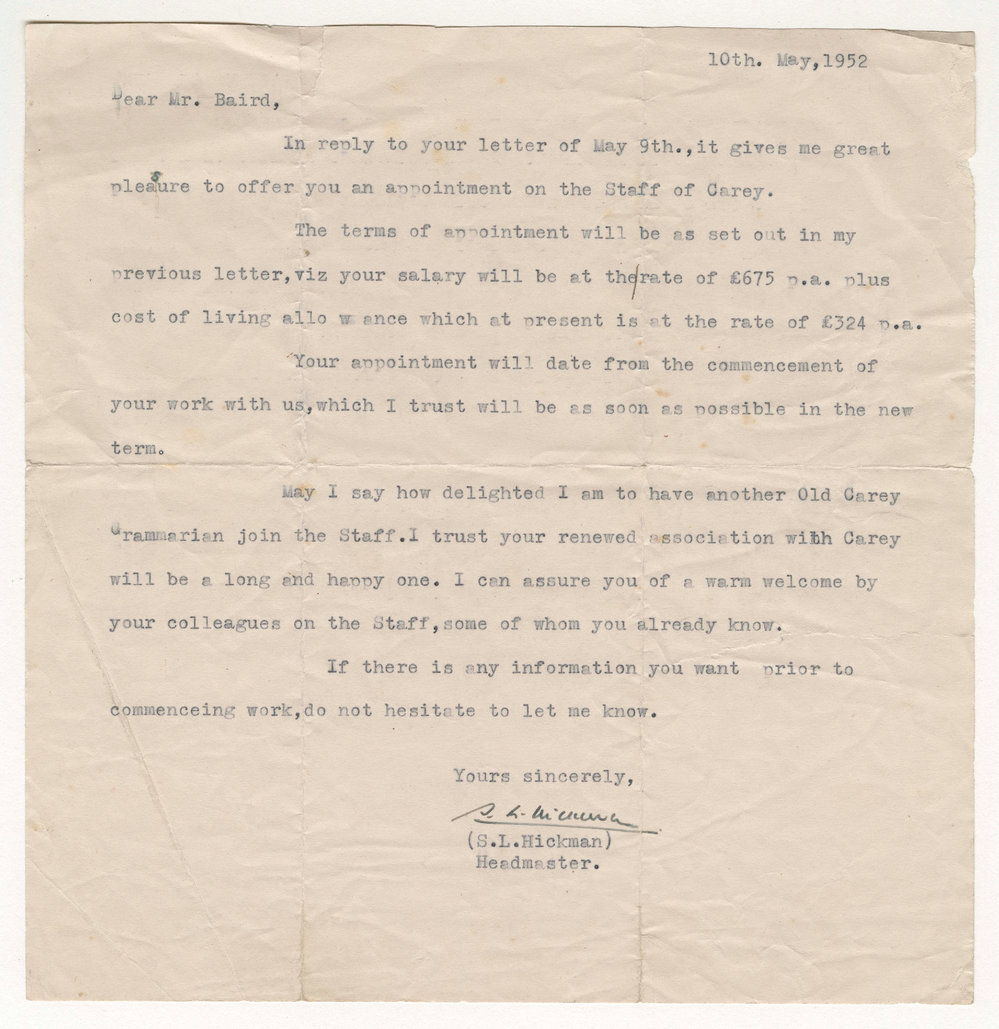 10th. May,1952
Dear Mr. Baird,
In reply to your letter of May 9th.,it gives me great
pleasure to offer you an appointment on the Staff of Carey.
The terms of appointment will be as set out in my
previous letter,viz your salary will be at the/rate of £675 p.a. plus
cost of living allo w ance which at present is at the rate of £324 p.a.
Your appointment will date from the commencement of
your work with us,which I trust will be as soon as possible in the new
term.
May I say how delighted I am to have another Old Carey
Grammarian join the Staff.I trust your renewed association with Carey
will be a long and happy one. I can assure you of a warm welcome by
your colleagues on the Staff,some of whom you already know.
If there is any information you want prior to
commenceing work,do not hesitate to let me know.
Yours sincerely,
S. L. Hickman
(S.L.Hickman)
Headmaster.